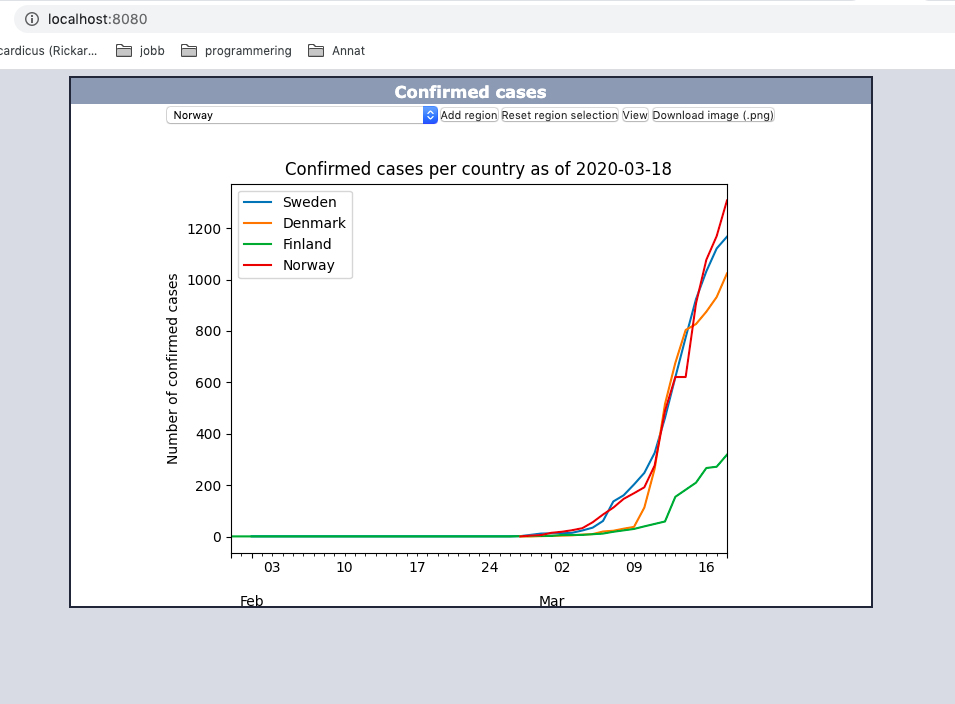 localhost:8080
cardicus (Rickar... jobb programmering Annat
Confirmed cases
Norway Add region Reset region selection View Download image (.png)
Confirmed cases per country as of 2020-03-18
Sweden
Denmark
Finland
Norway
Number of confirmed cases
1200
1000
800
600
400
200
0
03 10 17 24 02 09 16
Feb Mar